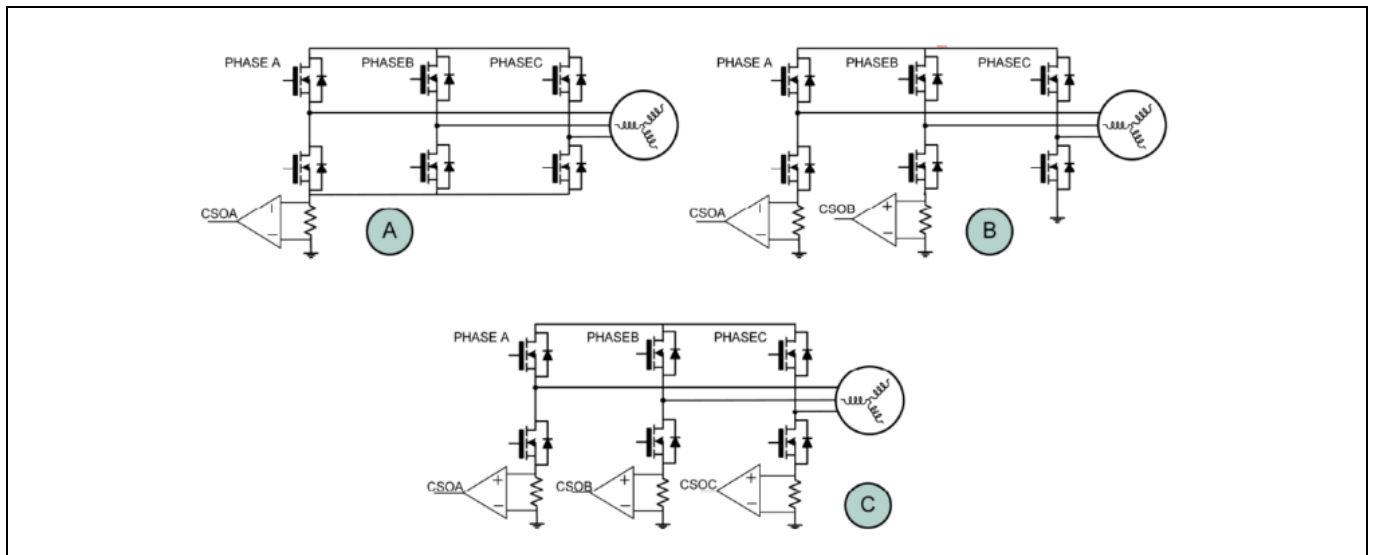 PHASE A PHASEB PHASEC
CSOA
A
PHASE A PHASEB PHASEC
CSOA CSOB + −
B
PHASE A PHASEB PHASEC
CSOA + − CSOB + − CSOC + −
C